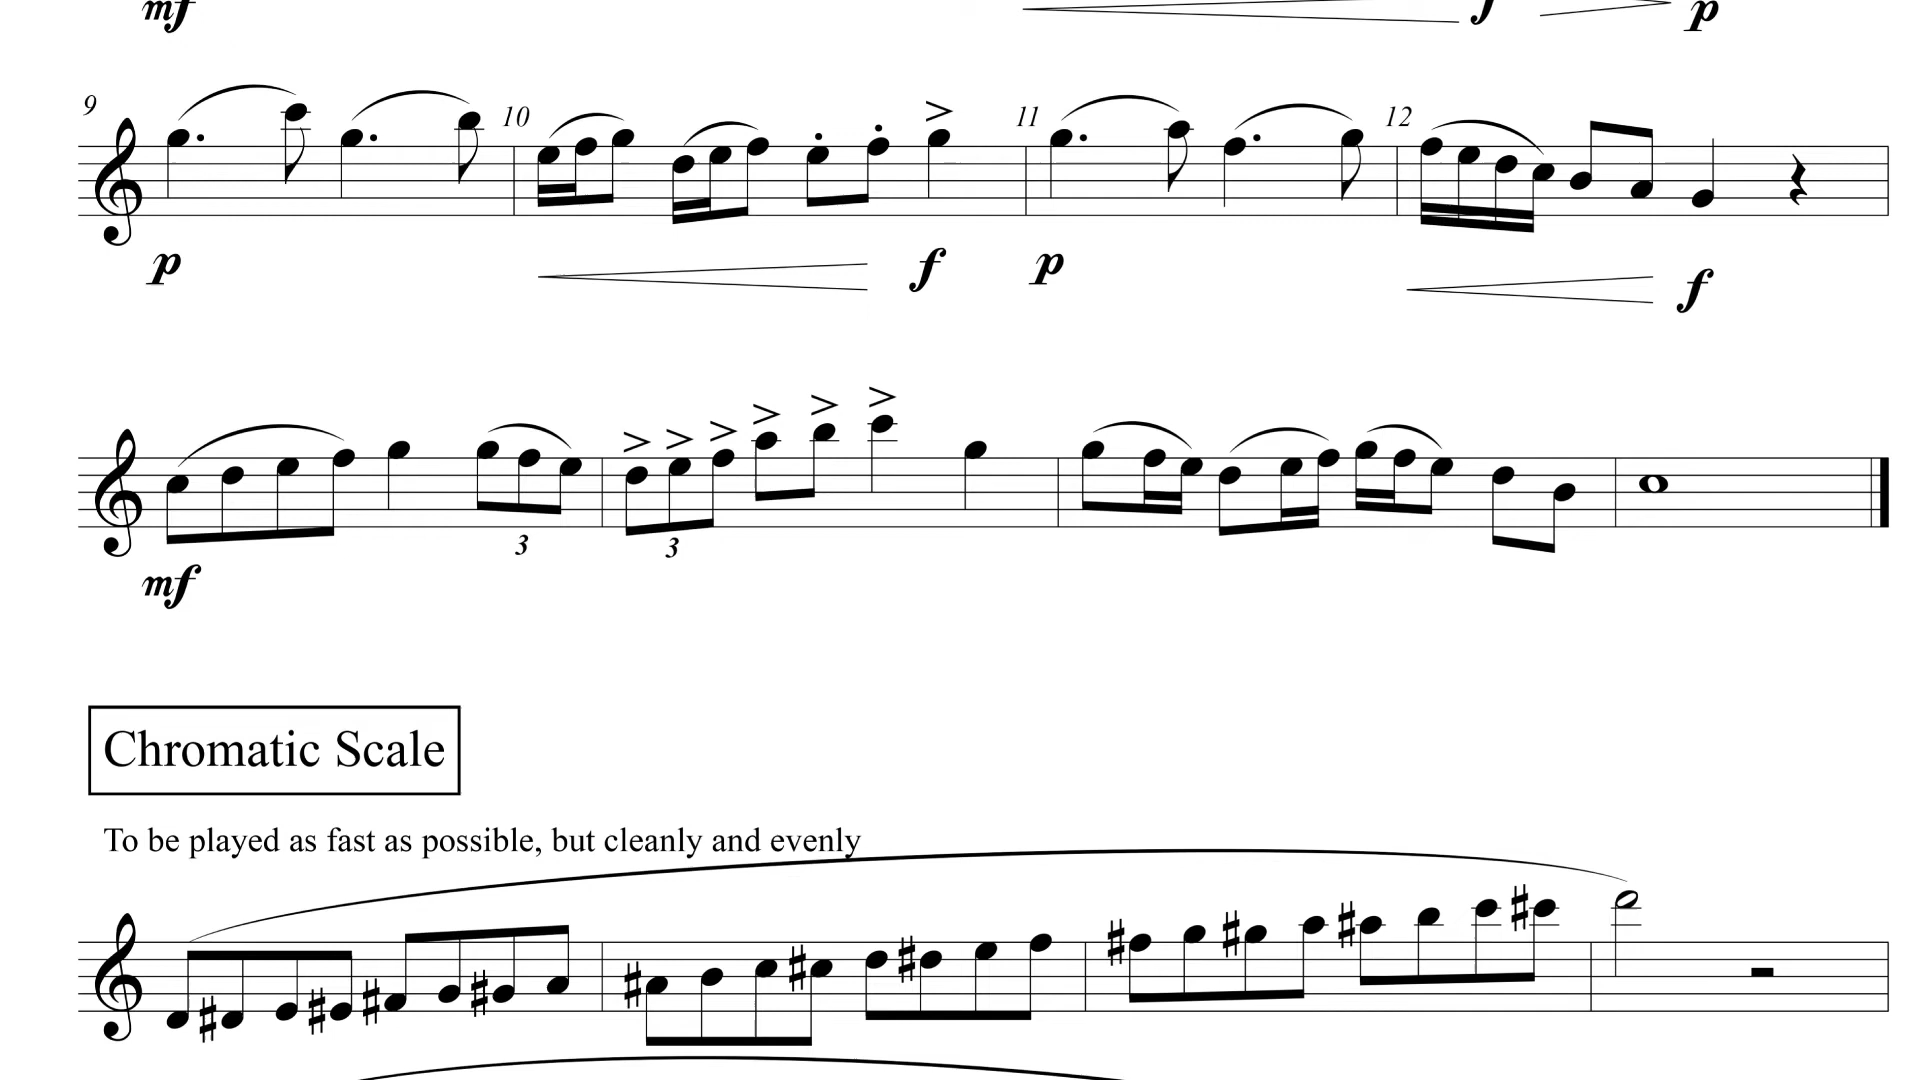 mf f p
9 10 11 12
p f p f
3 3
mf
Chromatic Scale
To be played as fast as possible, but cleanly and evenly